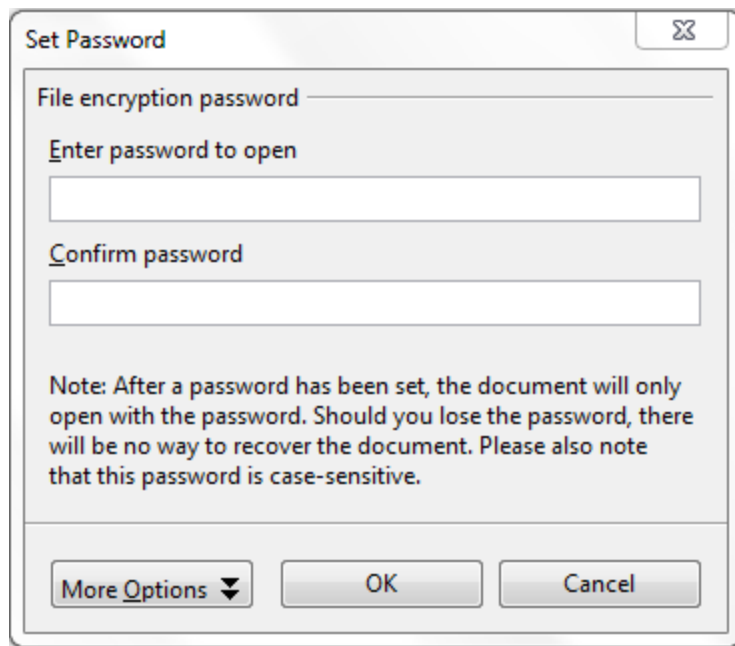 Set Password
File encryption password
Enter password to open
Confirm password
Note: After a password has been set, the document will only
open with the password. Should you lose the password, there
will be no way to recover the document. Please also note
that this password is case-sensitive.
More Options OK Cancel